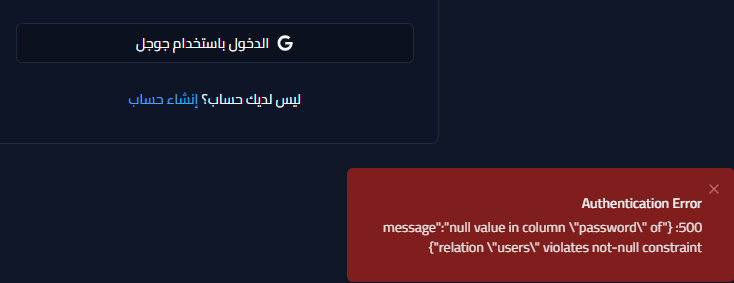 الدخول باستخدام جوجل
ليس لديك حساب؟ إنشاء حساب
Authentication Error
500: {"message":"null value in column \"password\" of
relation \"users\" violates not-null constraint"}